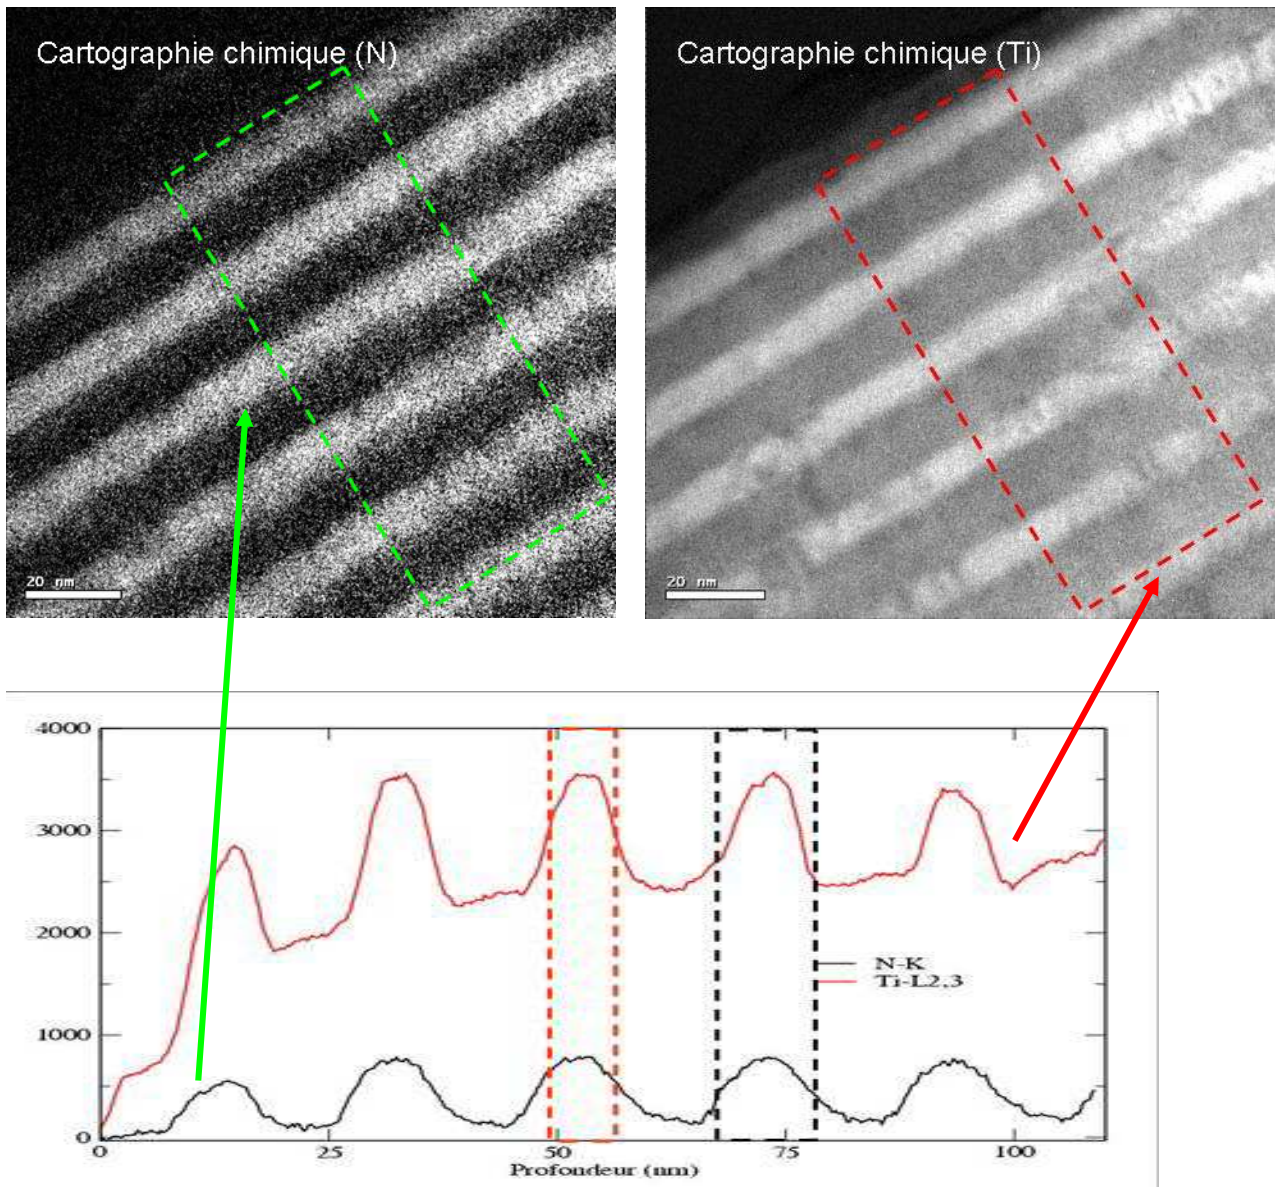 Cartographie chimique (N)
Cartographie chimique (Ti)
20 nm
20 nm
4000
3000
2000
1000
0
0
25
50
75
100
N-K
Ti-L2,3
Profondeur (nm)